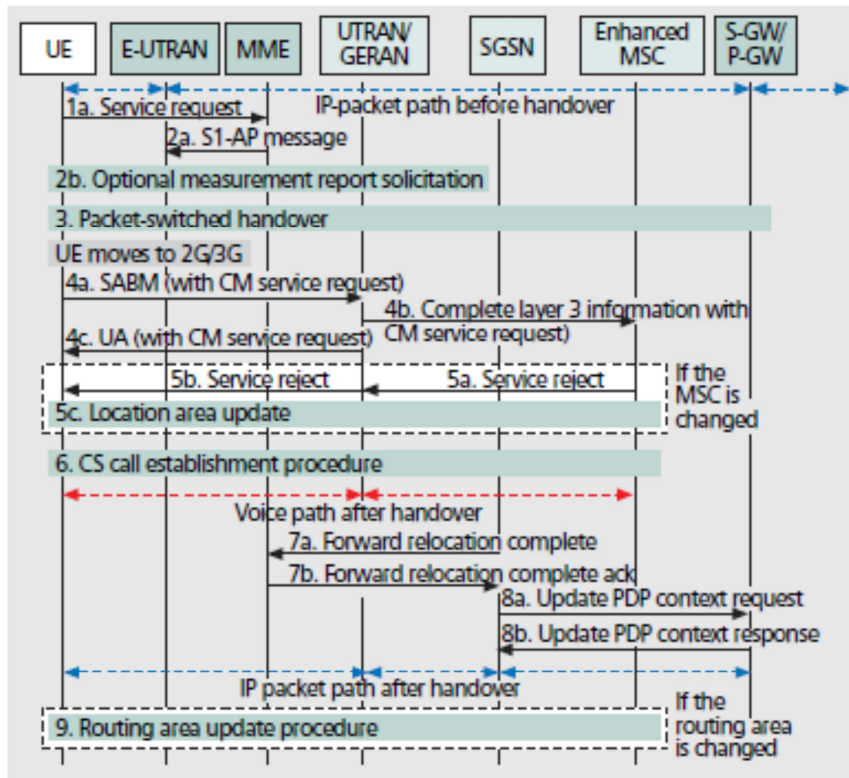 UE
E-UTRAN
MME
UTRAN/
GERAN
SGSN
Enhanced
MSC
S-GW/
P-GW
IP-packet path before handover
1a. Service request
2a. S1-AP message
2b. Optional measurement report solicitation
3. Packet-switched handover
UE moves to 2G/3G
4a. SABM (with CM service request)
4b. Complete layer 3 information with
CM service request)
4c. UA (with CM service request)
5b. Service reject
5a. Service reject
If the
MSC is
changed
5c. Location area update
6. CS call establishment procedure
Voice path after handover
7a. Forward relocation complete
7b. Forward relocation complete ack
8a. Update PDP context request
8b. Update PDP context response
IP packet path after handover
9. Routing area update procedure
If the
routing area
is changed